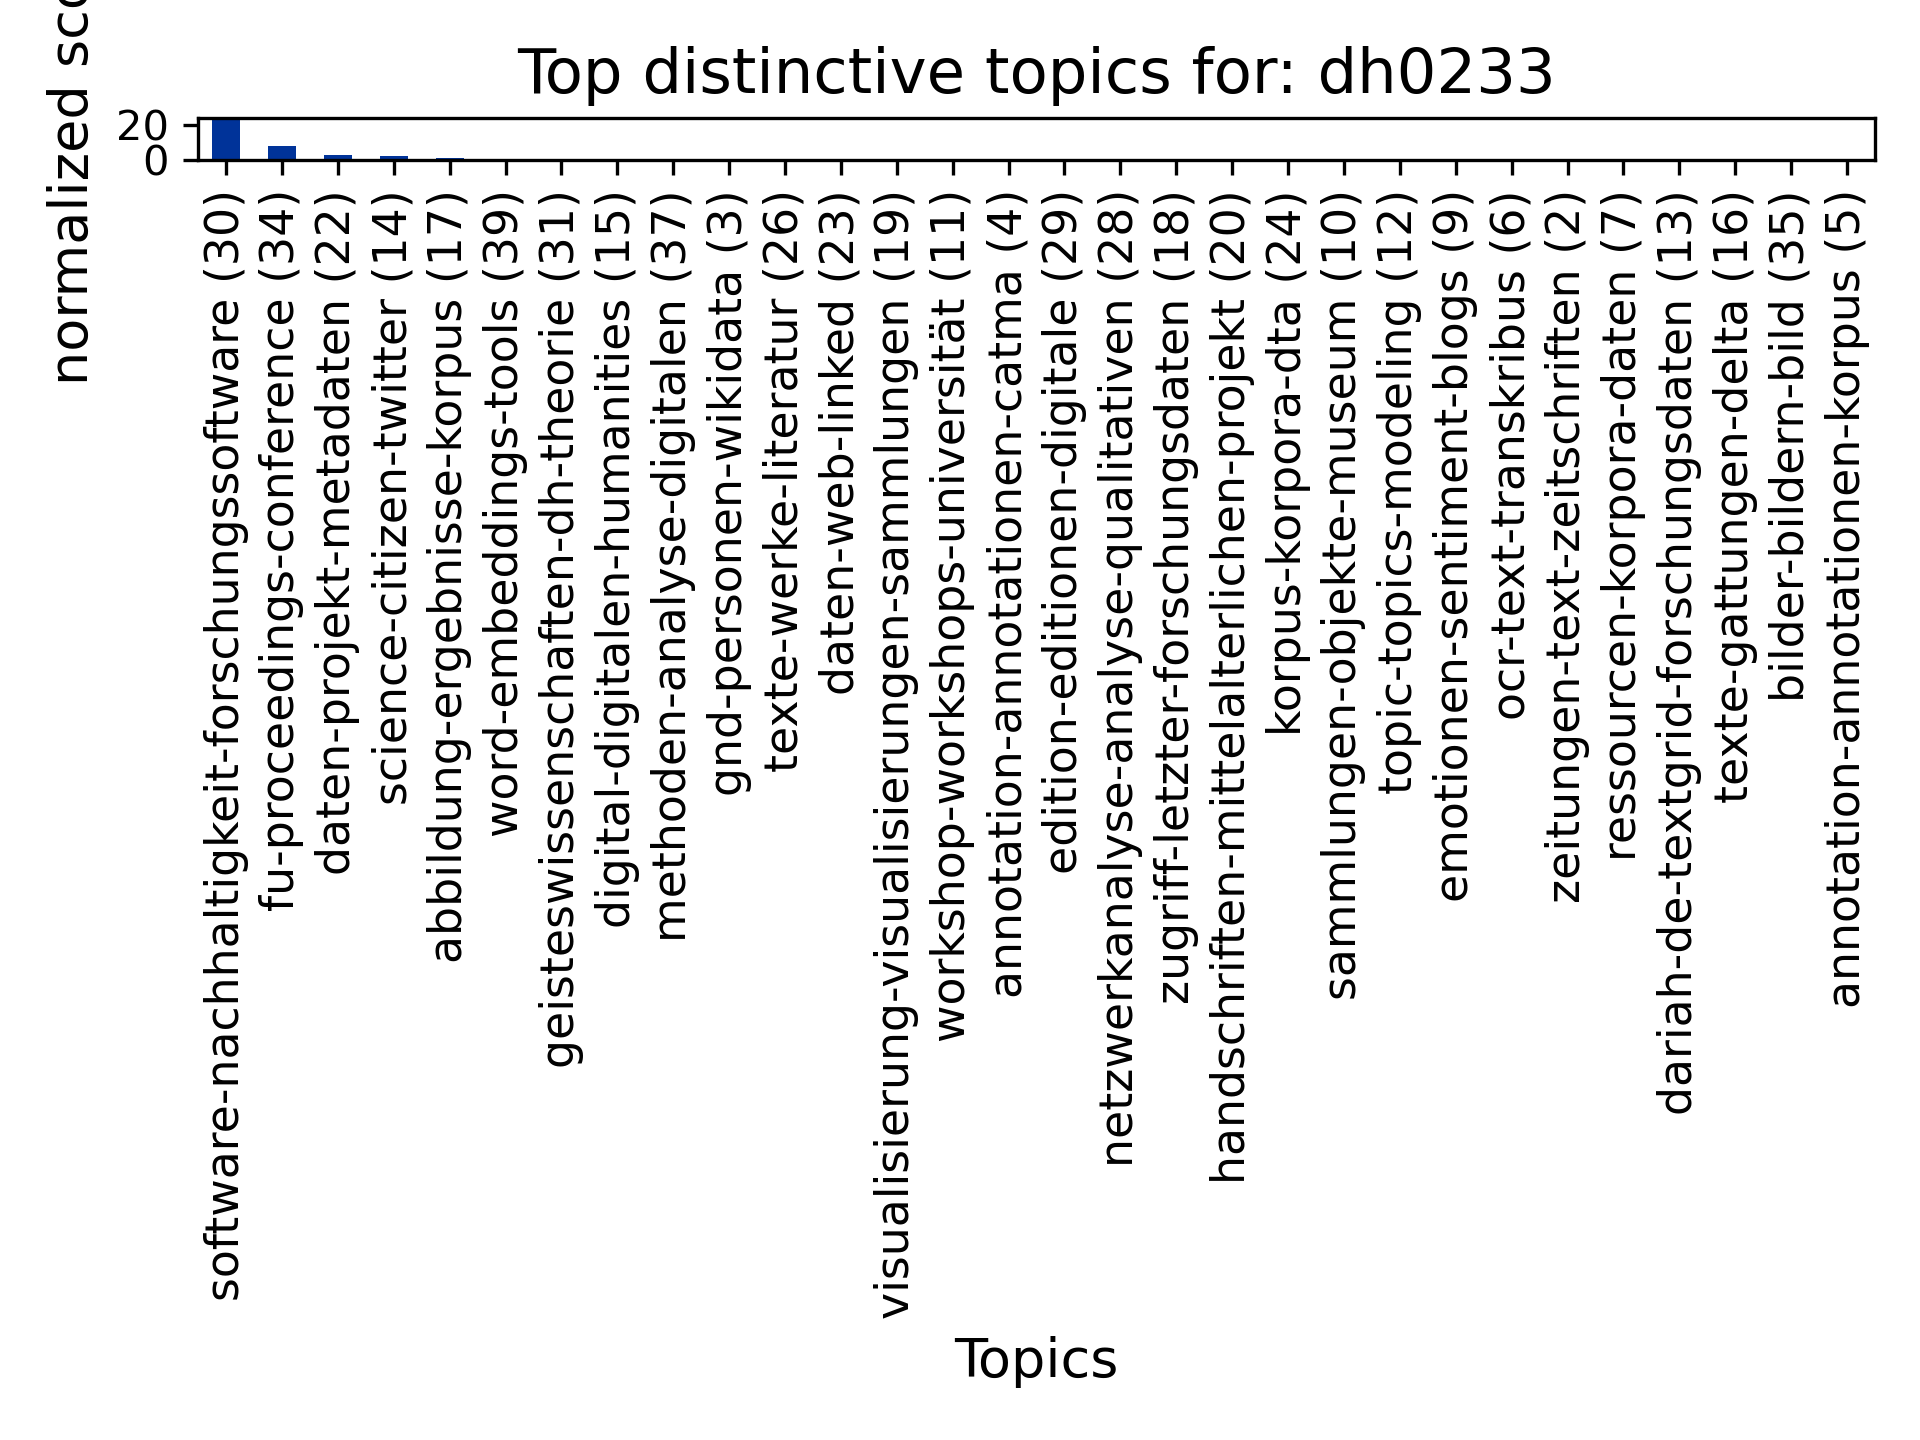 Top distinctive topics for: dh0233
normalized sco
20
0
software-nachhaltigkeit-forschungssoftware (30)
fu-proceedings-conference (34)
daten-projekt-metadaten (22)
science-citizen-twitter (14)
abbildung-ergebnisse-korpus (17)
word-embeddings-tools (39)
geisteswissenschaften-dh-theorie (31)
digital-digitalen-humanities (15)
methoden-analyse-digitalen (37)
gnd-personen-wikidata (3)
texte-werke-literatur (26)
daten-web-linked (23)
visualisierung-visualisierungen-sammlungen (19)
workshop-workshops-universität (11)
annotation-annotationen-catma (4)
edition-editionen-digitale (29)
netzwerkanalyse-analyse-qualitativen (28)
zugriff-letzter-forschungsdaten (18)
handschriften-mittelalterlichen-projekt (20)
korpus-korpora-dta (24)
sammlungen-objekte-museum (10)
topic-topics-modeling (12)
emotionen-sentiment-blogs (9)
ocr-text-transkribus (6)
zeitungen-text-zeitschriften (2)
ressourcen-korpora-daten (7)
dariah-de-textgrid-forschungsdaten (13)
texte-gattungen-delta (16)
bilder-bildern-bild (35)
annotation-annotationen-korpus (5)
Topics